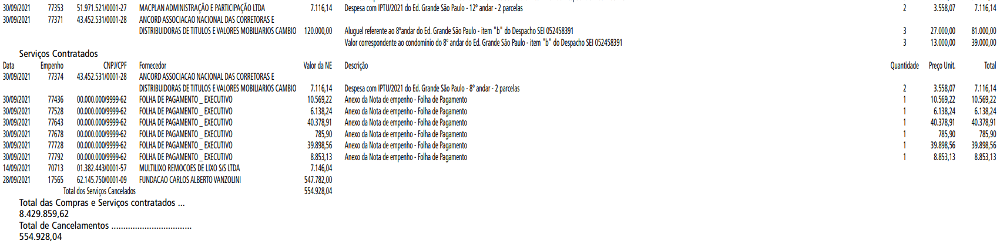 30/09/2021 77353 51.971.521/0001-27 MACPLAN ADMINISTRAÇÃO E PARTICIPAÇÃO LTDA 7.116,14 Despesa com IPTU/2021 do Ed. Grande São Paulo - 12º andar - 2 parcelas 2 3.558,07 7.116,14
30/09/2021 77371 43.452.531/0001-28 ANCORD ASSOCIACAO NACIONAL DAS CORRETORAS E
DISTRIBUIDORAS DE TITULOS E VALORES MOBILIARIOS CAMBIO 120.000,00 Aluguel referente ao 8ºandar do Ed. Grande São Paulo - item "b" do Despacho SEI 052458391 3 27.000,00 81.000,00
Valor correspondente ao condomínio do 8º andar do Ed. Grande São Paulo - item "b" do Despacho SEI 052458391 3 13.000,00 39.000,00
Serviços Contratados
Data Empenho CNPJ/CPF Fornecedor Valor da NE Descrição Quantidade Preço Unit. Total
30/09/2021 77374 43.452.531/0001-28 ANCORD ASSOCIACAO NACIONAL DAS CORRETORAS E
DISTRIBUIDORAS DE TITULOS E VALORES MOBILIARIOS CAMBIO 7.116,14 Despesa com IPTU/2021 do Ed. Grande São Paulo - 8º andar - 2 parcelas 2 3.558,07 7.116,14
30/09/2021 77436 00.000.000/9999-62 FOLHA DE PAGAMENTO _ EXECUTIVO 10.569,22 Anexo da Nota de empenho - Folha de Pagamento 1 10.569,22 10.569,22
30/09/2021 77528 00.000.000/9999-62 FOLHA DE PAGAMENTO _ EXECUTIVO 6.138,24 Anexo da Nota de empenho - Folha de Pagamento 1 6.138,24 6.138,24
30/09/2021 77643 00.000.000/9999-62 FOLHA DE PAGAMENTO _ EXECUTIVO 40.378,91 Anexo da Nota de empenho - Folha de Pagamento 1 40.378,91 40.378,91
30/09/2021 77678 00.000.000/9999-62 FOLHA DE PAGAMENTO _ EXECUTIVO 785,90 Anexo da Nota de empenho - Folha de Pagamento 1 785,90 785,90
30/09/2021 77728 00.000.000/9999-62 FOLHA DE PAGAMENTO _ EXECUTIVO 39.898,56 Anexo da Nota de empenho - Folha de Pagamento 1 39.898,56 39.898,56
30/09/2021 77792 00.000.000/9999-62 FOLHA DE PAGAMENTO _ EXECUTIVO 8.853,13 Anexo da Nota de empenho - Folha de Pagamento 1 8.853,13 8.853,13
14/09/2021 70713 01.382.443/0001-57 MULTILIXO REMOCOES DE LIXO S/S LTDA 7.146,04
28/09/2021 17565 62.145.750/0001-09 FUNDACAO CARLOS ALBERTO VANZOLINI 547.782,00
Total dos Serviços Cancelados 554.928,04
Total das Compras e Serviços contratados ...
8.429.859,62
Total de Cancelamentos ..................................
554.928,04